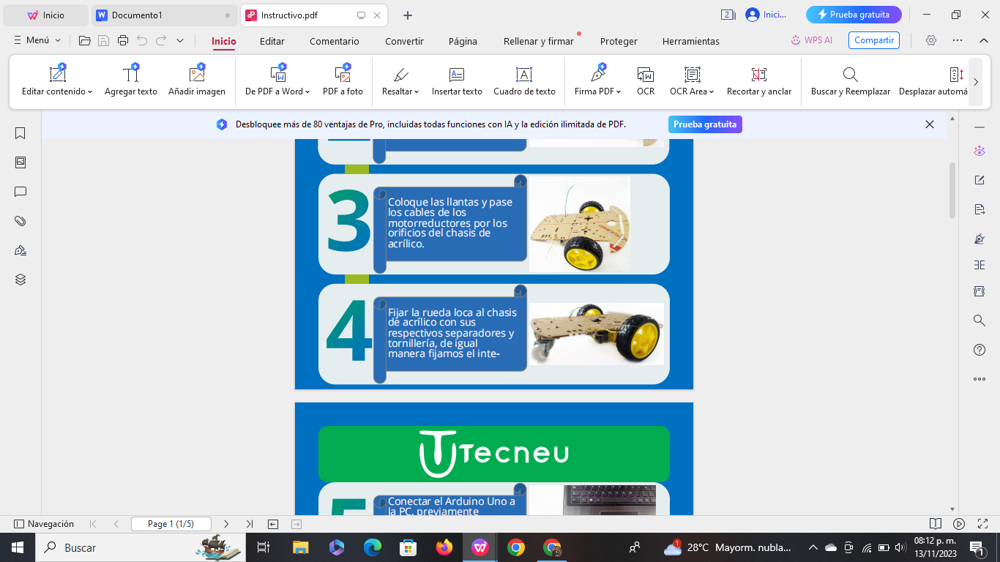 Inicio
Documento1
Instructivo.pdf
2
Inici...
Prueba gratuita
Menú
Inicio
Editar
Comentario
Convertir
Página
Rellenar y firmar
Proteger
Herramientas
WPS AI
Compartir
Editar contenido
Agregar texto
Añadir imagen
De PDF a Word
PDF a foto
Resaltar
Insertar texto
Cuadro de texto
Firma PDF
OCR
OCR Area
Recortar y anclar
Buscar y Reemplazar
Desplazar automá
Desbloquee más de 80 ventajas de Pro, incluidas todas funciones con IA y la edición ilimitada de PDF.
Prueba gratuita
3
Coloque las llantas y pase
los cables de los
motorreductores por los
orificios del chasis de
acrílico.
4
Fijar la rueda loca al chasis
de acrílico con sus
respectivos separadores y
tornillería, de igual
manera fijamos el inte-
Tecneu
5
Conectar el Arduino Uno a
la PC, previamente
Navegación
Page 1 (1/5)
Buscar
1
28°C Mayorm. nubla...
08:12 p. m.
13/11/2023
1